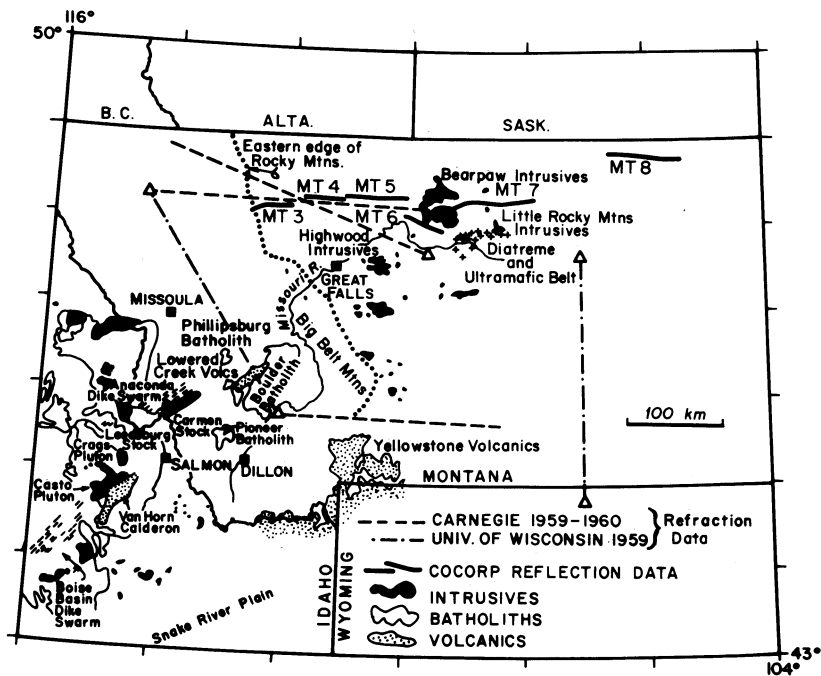 116°
50°
B.C.
ALTA.
SASK.
Eastern edge of
Rocky Mtns.
MT 8
Bearpaw Intrusives
MT 4
MT 5
MT 7
MT 3
MT 6
Little Rocky Mtns
Intrusives
Highwood
Intrusives
Diatreme
and
Ultramafic Belt
Missouri R.
GREAT
FALLS
MISSOULA
Phillipsburg
Batholith
Big Belt Mtns
Lowered
Creek Volcs
Boulder
Batholith
Anaconda
Dike Swarm
100 km
Carmen
Stock
Leesburg
Stock
Pioneer
Batholith
Crags
Pluton
Yellowstone Volcanics
SALMON
DILLON
MONTANA
Casto
Pluton
Van Horn
Calderon
CARNEGIE 1959-1960
UNIV. OF WISCONSIN 1959
Refraction
Data
COCORP REFLECTION DATA
INTRUSIVES
BATHOLITHS
VOLCANICS
IDAHO
WYOMING
Boise
Basin
Dike
Swarm
Snake River Plain
43°
104°